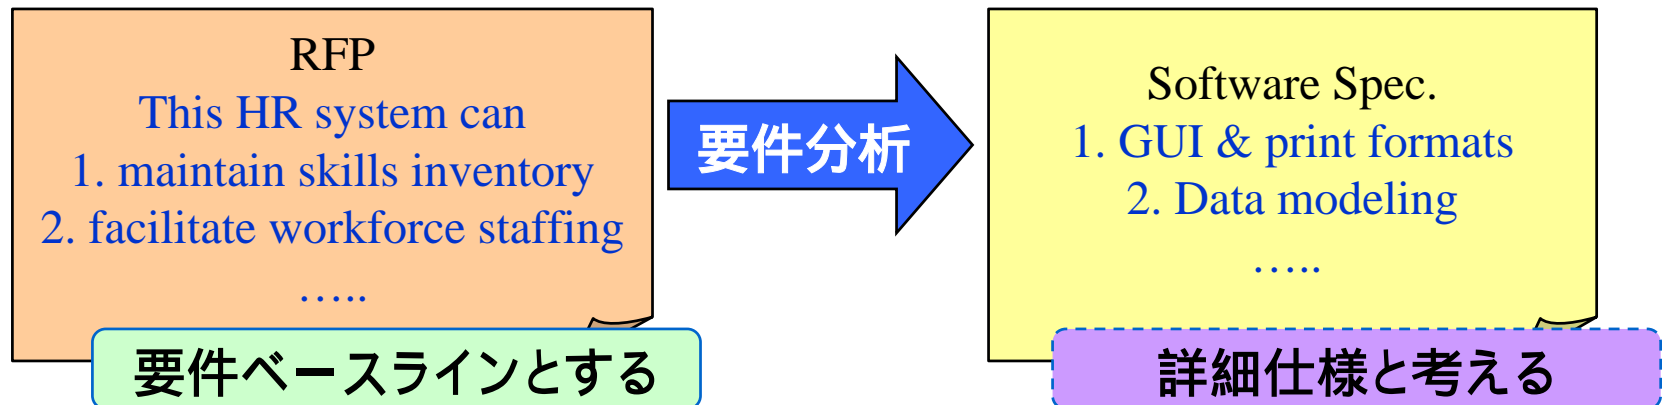 RFP
This HR system can
1. maintain skills inventory
2. facilitate workforce staffing
…..
要件ベースラインとする
要件分析
Software Spec.
1. GUI & print formats
2. Data modeling
…..
詳細仕様と考える